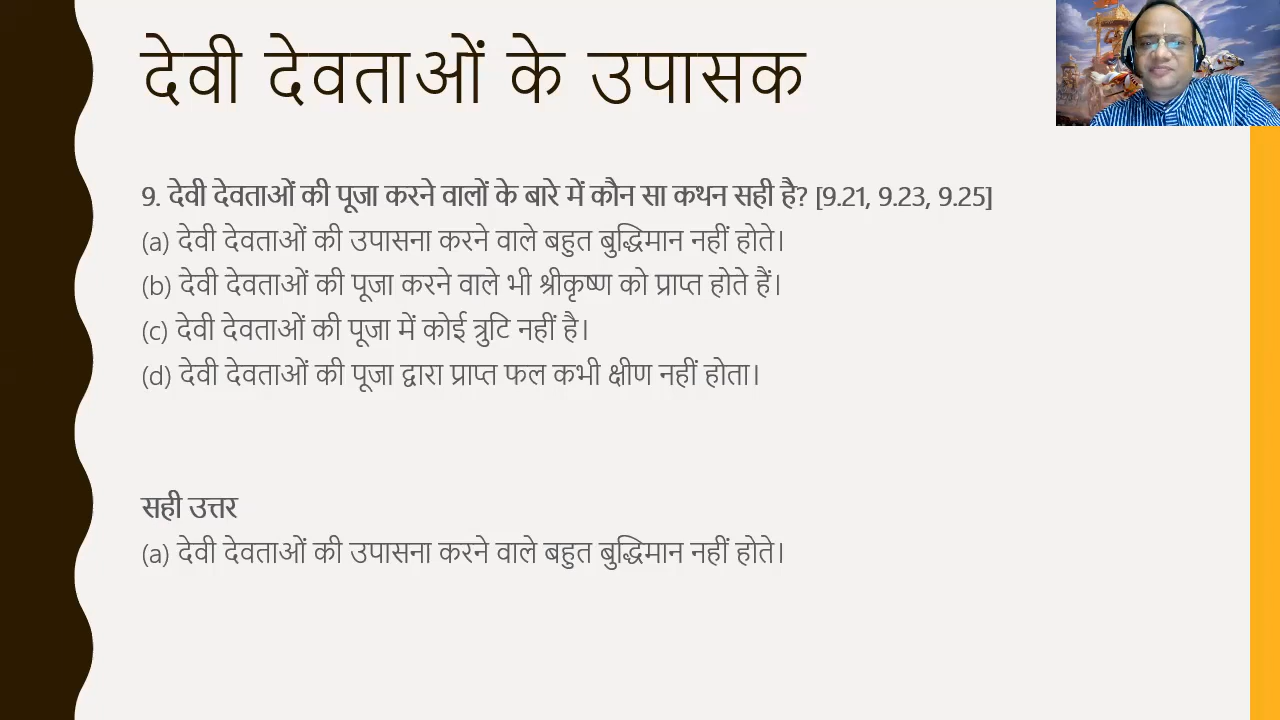 देवी देवताओं के उपासक
9. देवी देवताओं की पूजा करने वालों के बारे में कौन सा कथन सही है? [9.21, 9.23, 9.25]
(a) देवी देवताओं की उपासना करने वाले बहुत बुद्धिमान नहीं होते।
(b) देवी देवताओं की पूजा करने वाले भी श्रीकृष्ण को प्राप्त होते हैं।
(c) देवी देवताओं की पूजा में कोई त्रुटि नहीं है।
(d) देवी देवताओं की पूजा द्वारा प्राप्त फल कभी क्षीण नहीं होता।
सही उत्तर
(a) देवी देवताओं की उपासना करने वाले बहुत बुद्धिमान नहीं होते।